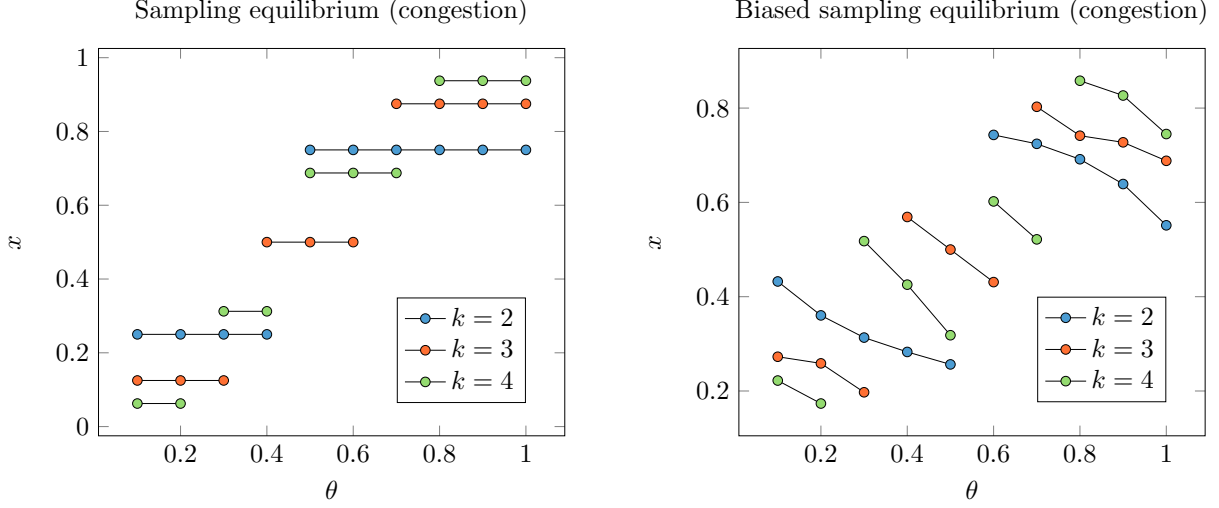 Sampling equilibrium (congestion)
1
0.8
0.6
0.4
0.2
0
x
0.2 0.4 0.6 0.8 1
θ
k = 2
k = 3
k = 4
Biased sampling equilibrium (congestion)
0.8
0.6
0.4
0.2
x
0.2 0.4 0.6 0.8 1
θ
k = 2
k = 3
k = 4